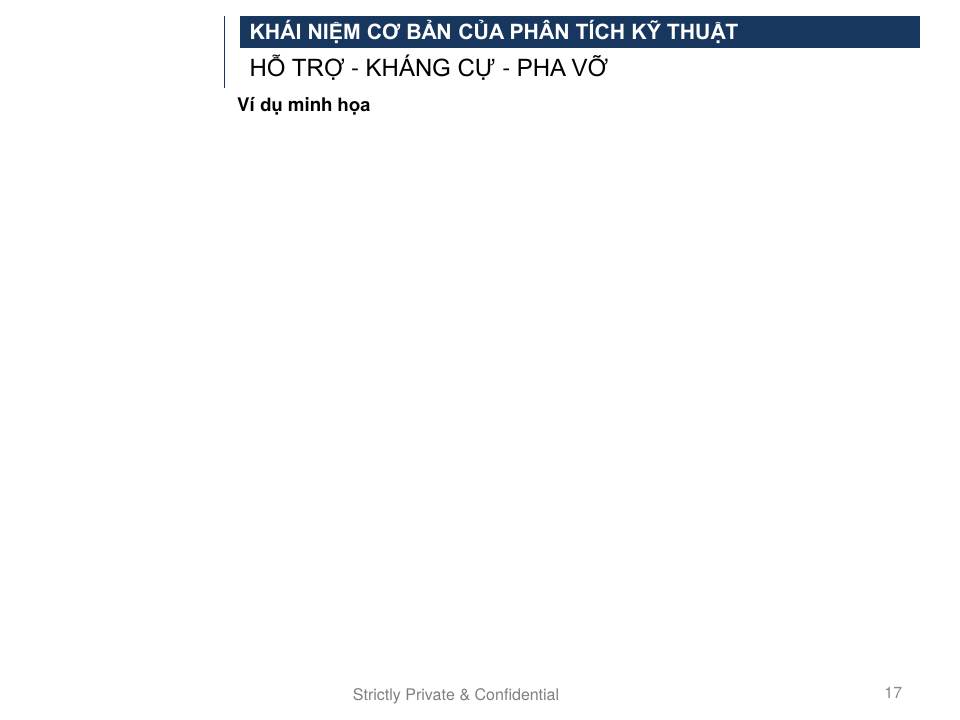 KHÁI NIỆM CƠ BẢN CỦA PHÂN TÍCH KỸ THUẬT
HỖ TRỢ - KHÁNG CỰ - PHA VỠ
Ví dụ minh họa
Strictly Private & Confidential
17